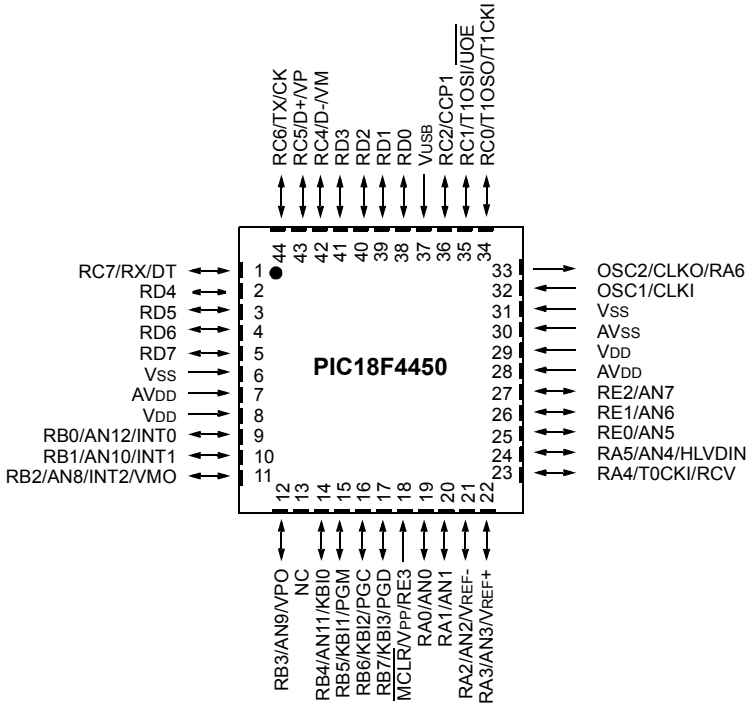 RC6/TX/CK
RC5/D+/VP
RC4/D-/VM
RD3
RD2
RD1
RD0
VUSB
RC2/CCP1
RC1/T1OSI/UOE
RC0/T1OSO/T1CKI
44
43
42
41
40
39
38
37
36
35
34
RC7/RX/DT 1
RD4 2
RD5 3
RD6 4
RD7 5
VSS 6
AVDD 7
VDD 8
RB0/AN12/INT0 9
RB1/AN10/INT1 10
RB2/AN8/INT2/VMO 11
PIC18F4450
33 OSC2/CLKO/RA6
32 OSC1/CLKI
31 VSS
30 AVSS
29 VDD
28 AVDD
27 RE2/AN7
26 RE1/AN6
25 RE0/AN5
24 RA5/AN4/HLVDIN
23 RA4/T0CKI/RCV
12
13
14
15
16
17
18
19
20
21
22
RB3/AN9/VPO
NC
RB4/AN11/KBI0
RB5/KBI1/PGM
RB6/KBI2/PGC
RB7/KBI3/PGD
MCLR/VPP/RE3
RA0/AN0
RA1/AN1
RA2/AN2/VREF-
RA3/AN3/VREF+